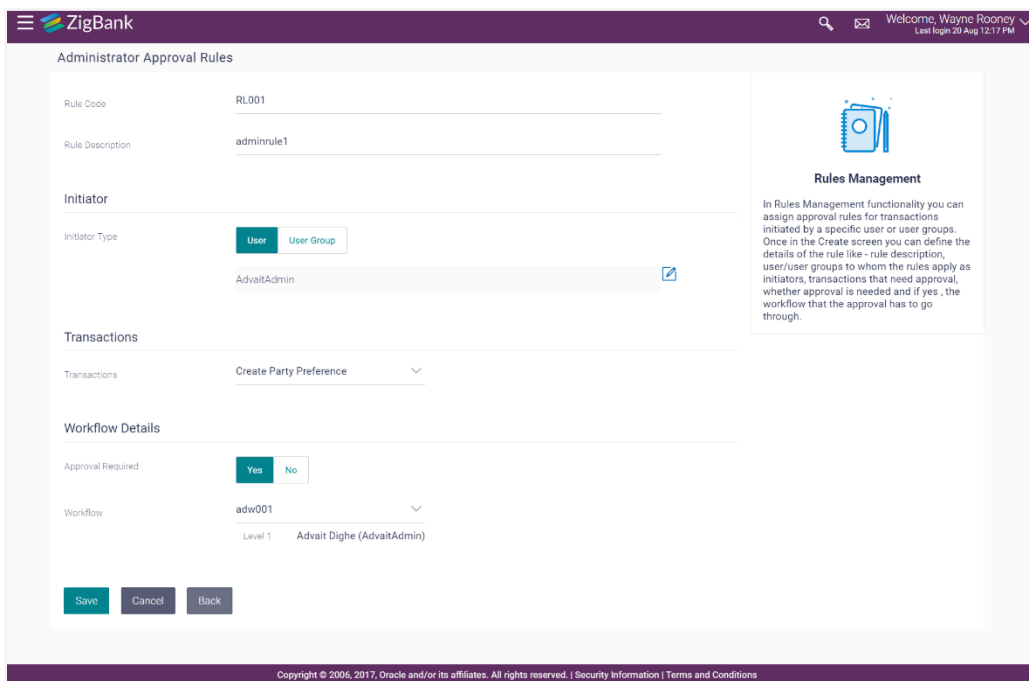 ZigBank
Welcome, Wayne Rooney
Last login 20 Aug 12:17 PM
Administrator Approval Rules
Rule Code RL001
Rule Description adminrule1
Initiator
Initiator Type User User Group
AdvaitAdmin
Transactions
Transactions Create Party Preference
Workflow Details
Approval Required Yes No
Workflow adw001
Level 1 Advait Dighe (AdvaitAdmin)
Save Cancel Back
Rules Management
In Rules Management functionality you can
assign approval rules for transactions
initiated by a specific user or user groups.
Once in the Create screen you can define the
details of the rule like - rule description,
user/user groups to whom the rules apply as
initiators, transactions that need approval,
whether approval is needed and if yes , the
workflow that the approval has to go
through.
Copyright © 2006, 2017, Oracle and/or its affiliates. All rights reserved. | Security Information | Terms and Conditions